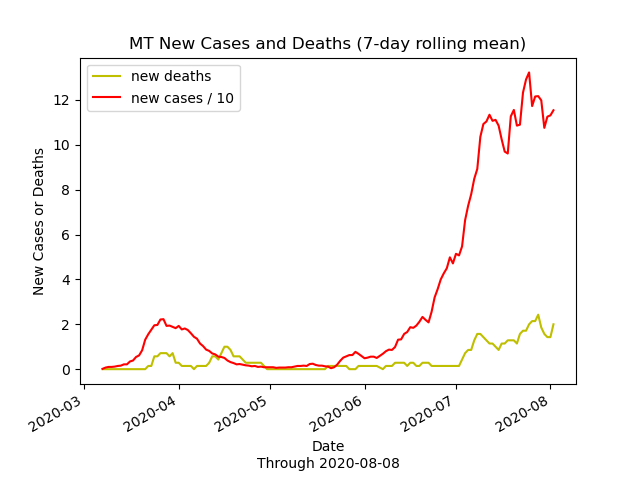 MT New Cases and Deaths (7-day rolling mean)
new deaths
new cases / 10
12
10
8
6
4
2
0
New Cases or Deaths
2020-03
2020-04
2020-05
2020-06
2020-07
2020-08
Date
Through 2020-08-08